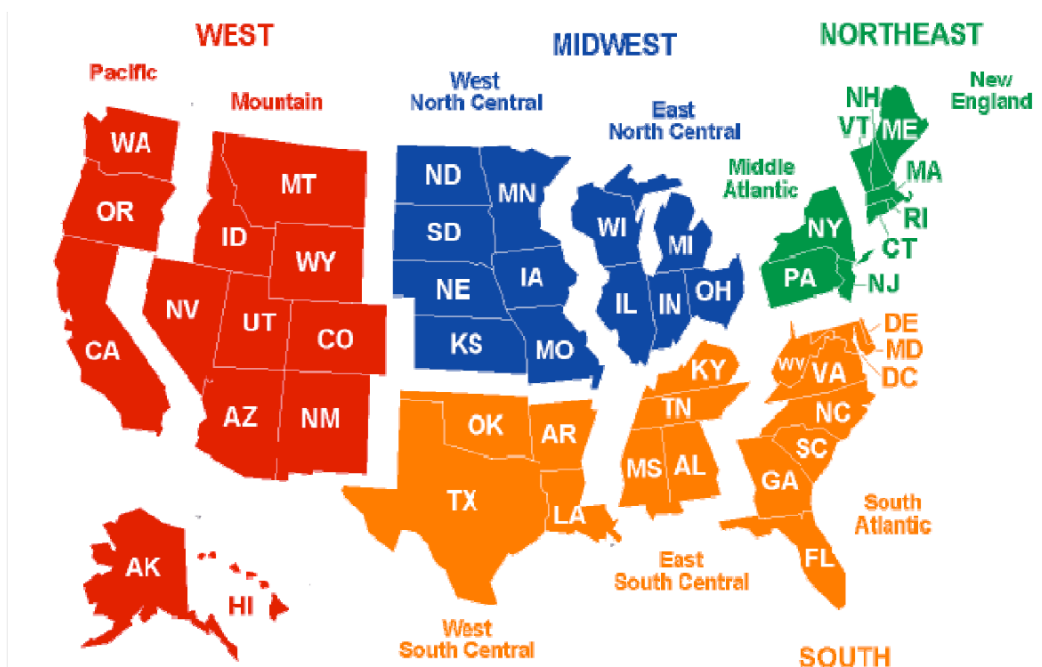 WEST
MIDWEST
NORTHEAST
Pacific
Mountain
West
North Central
East
North Central
New
England
Middle
Atlantic
WA
OR
CA
MT
ID
WY
NV
UT
CO
AZ
NM
AK
HI
ND
SD
NE
KS
MN
IA
MO
WI
MI
IL
IN
OH
NH
VT
ME
MA
RI
CT
NY
PA
NJ
OK
TX
AR
LA
KY
TN
MS
AL
DE
MD
DC
WV
VA
NC
SC
GA
FL
South
Atlantic
East
South Central
West
South Central
SOUTH